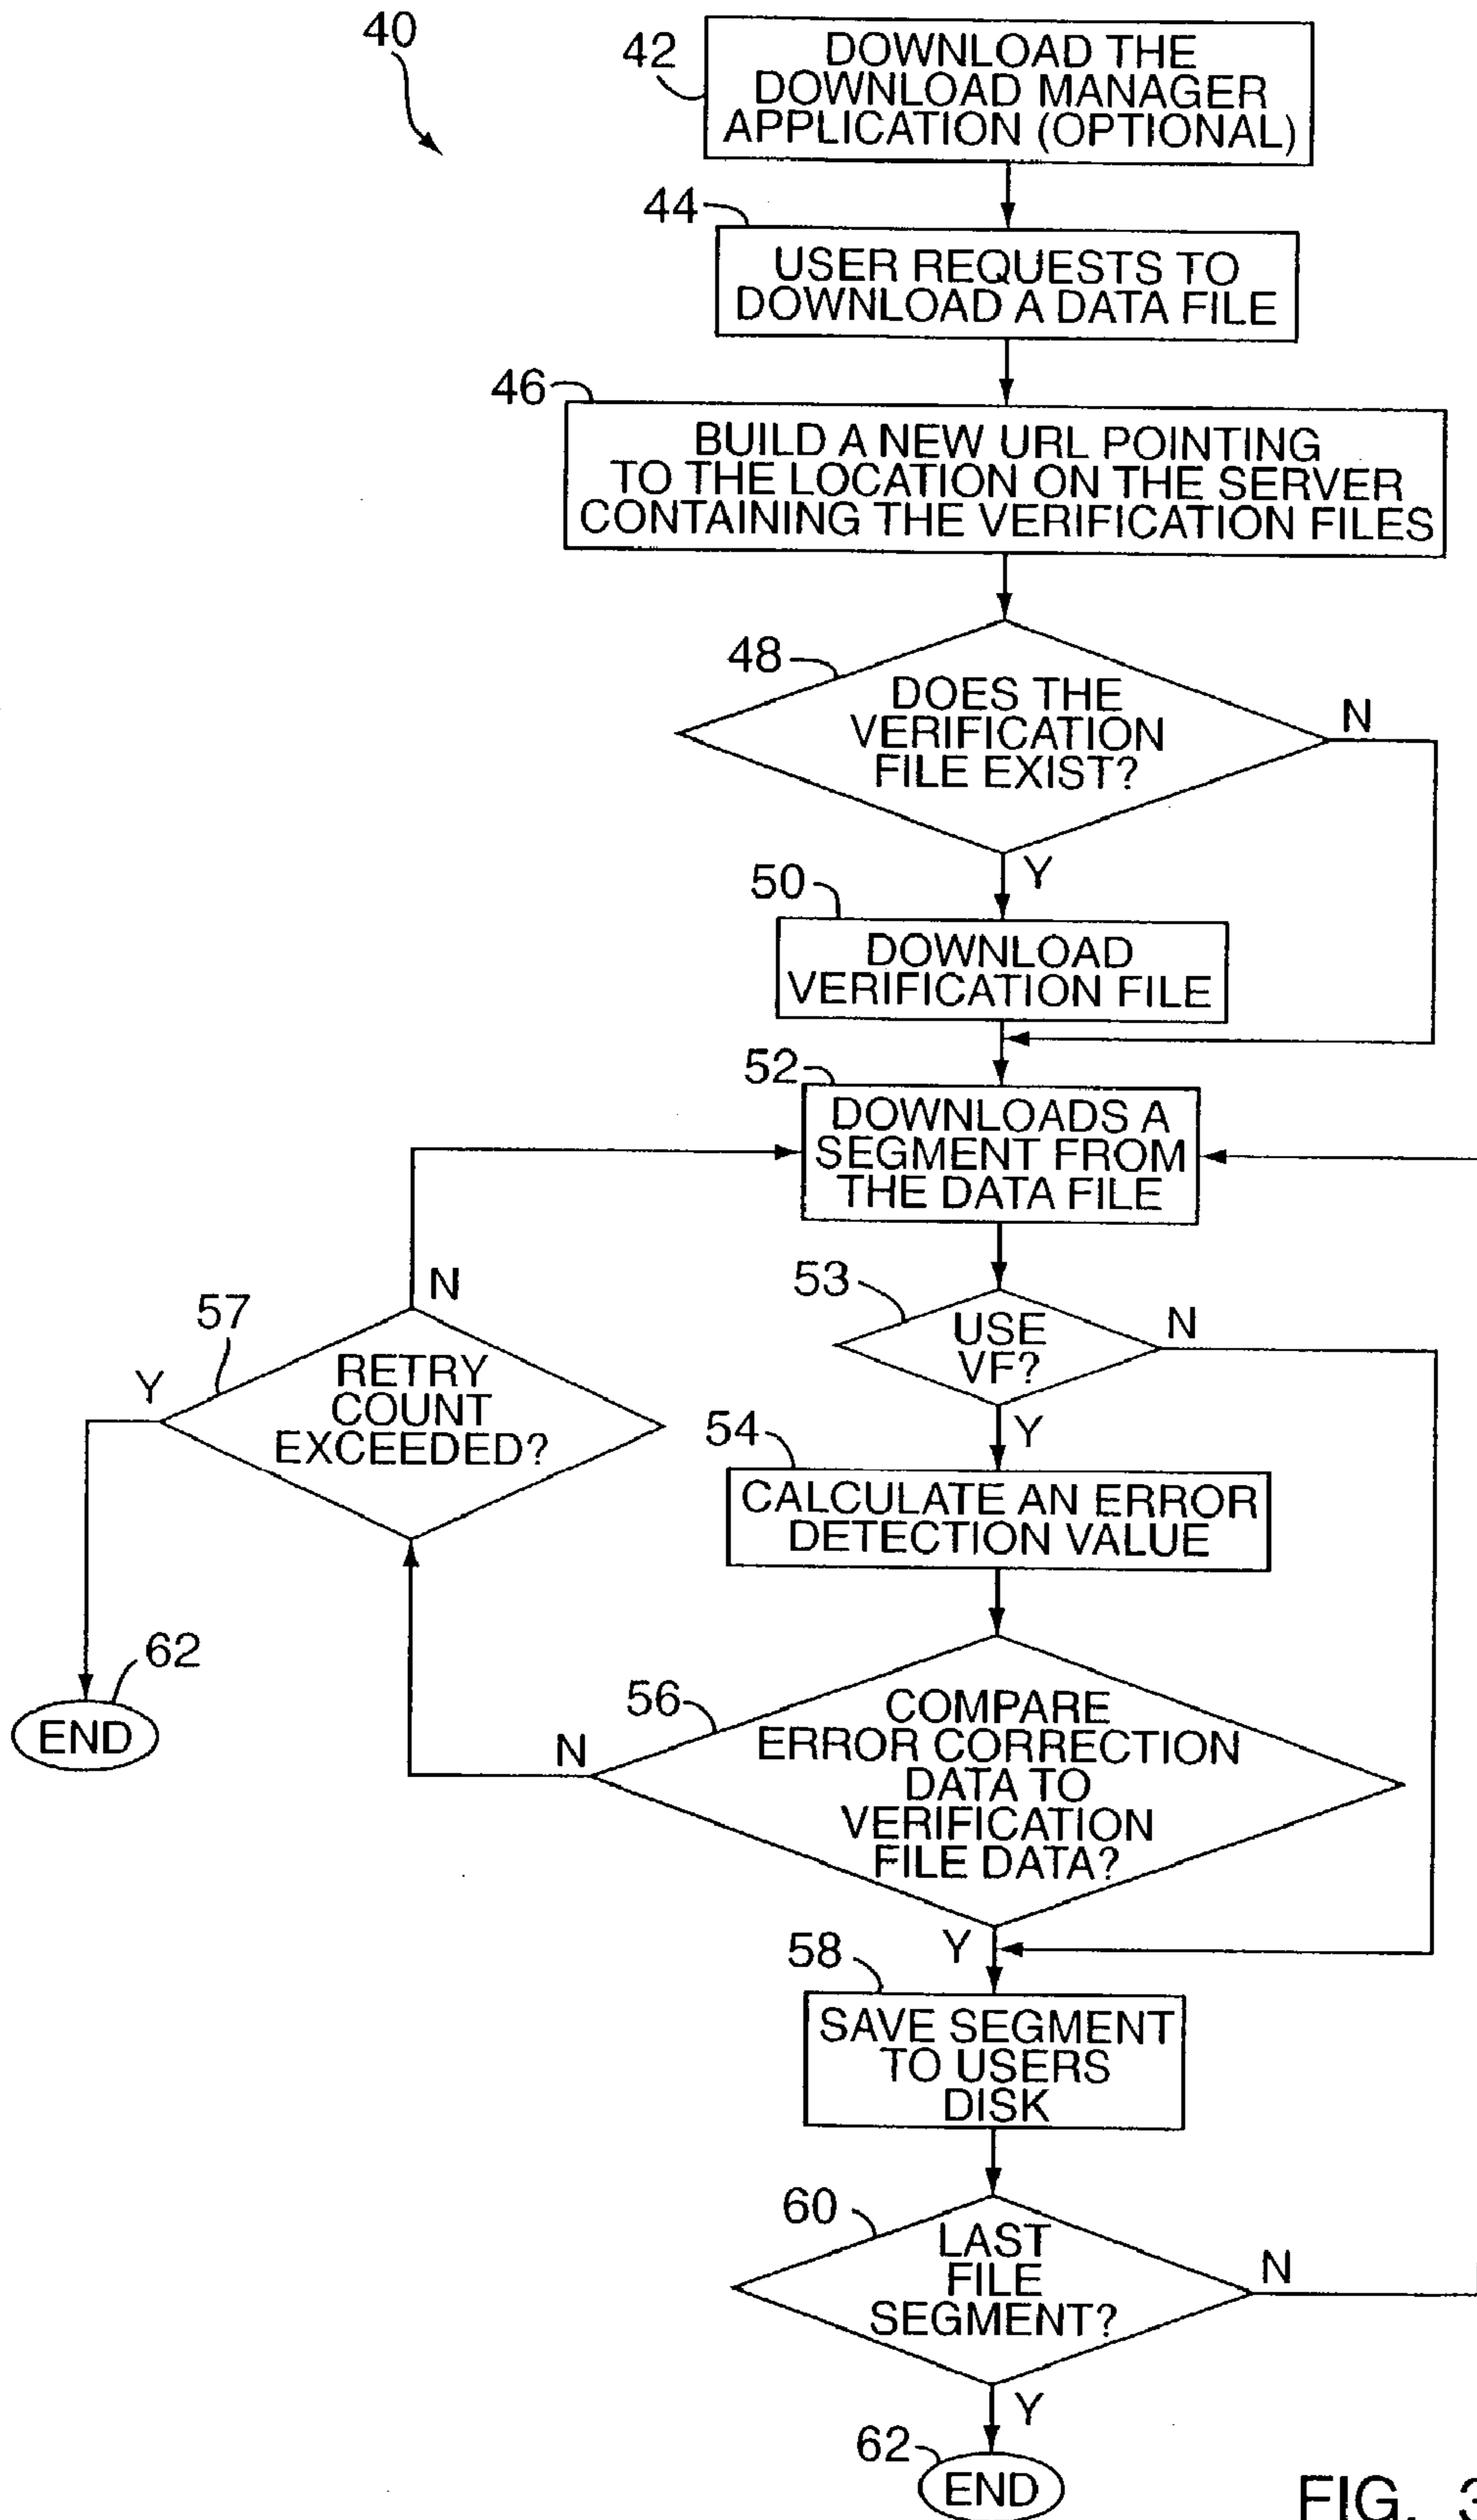 40
42
DOWNLOAD THE
DOWNLOAD MANAGER
APPLICATION (OPTIONAL)
44
USER REQUESTS TO
DOWNLOAD A DATA FILE
46
BUILD A NEW URL POINTING
TO THE LOCATION ON THE SERVER
CONTAINING THE VERIFICATION FILES
48
DOES THE
VERIFICATION
FILE EXIST?
N
Y
50
DOWNLOAD
VERIFICATION FILE
52
DOWNLOADS A
SEGMENT FROM
THE DATA FILE
53
USE
VF?
N
Y
57
RETRY
COUNT
EXCEEDED?
N
Y
54
CALCULATE AN ERROR
DETECTION VALUE
62
END
56
COMPARE
ERROR CORRECTION
DATA TO
VERIFICATION
FILE DATA?
N
Y
58
SAVE SEGMENT
TO USERS
DISK
60
LAST
FILE
SEGMENT?
N
Y
62
END
FIG. 3